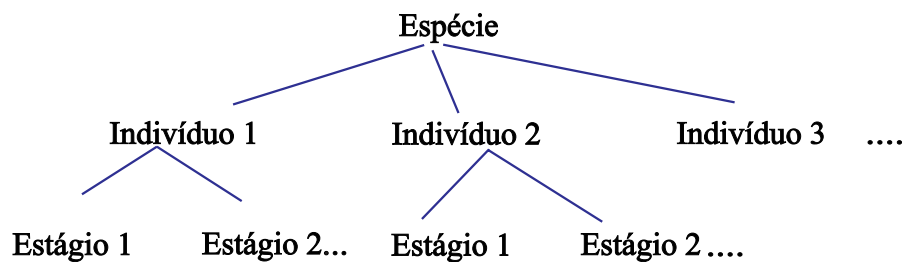 Espécie
Indivíduo 1 Indivíduo 2 Indivíduo 3 ....
Estágio 1 Estágio 2... Estágio 1 Estágio 2 ....